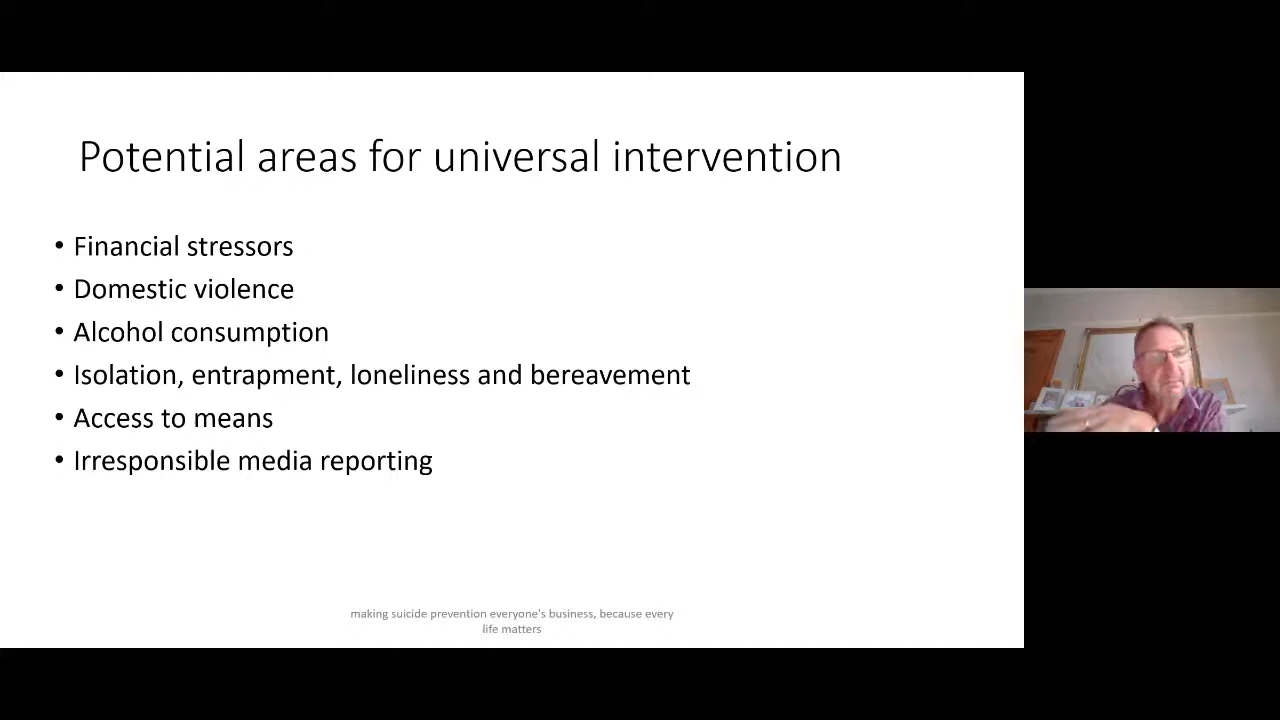 Potential areas for universal intervention
• Financial stressors
• Domestic violence
• Alcohol consumption
• Isolation, entrapment, loneliness and bereavement
• Access to means
• Irresponsible media reporting
making suicide prevention everyone's business, because every
life matters